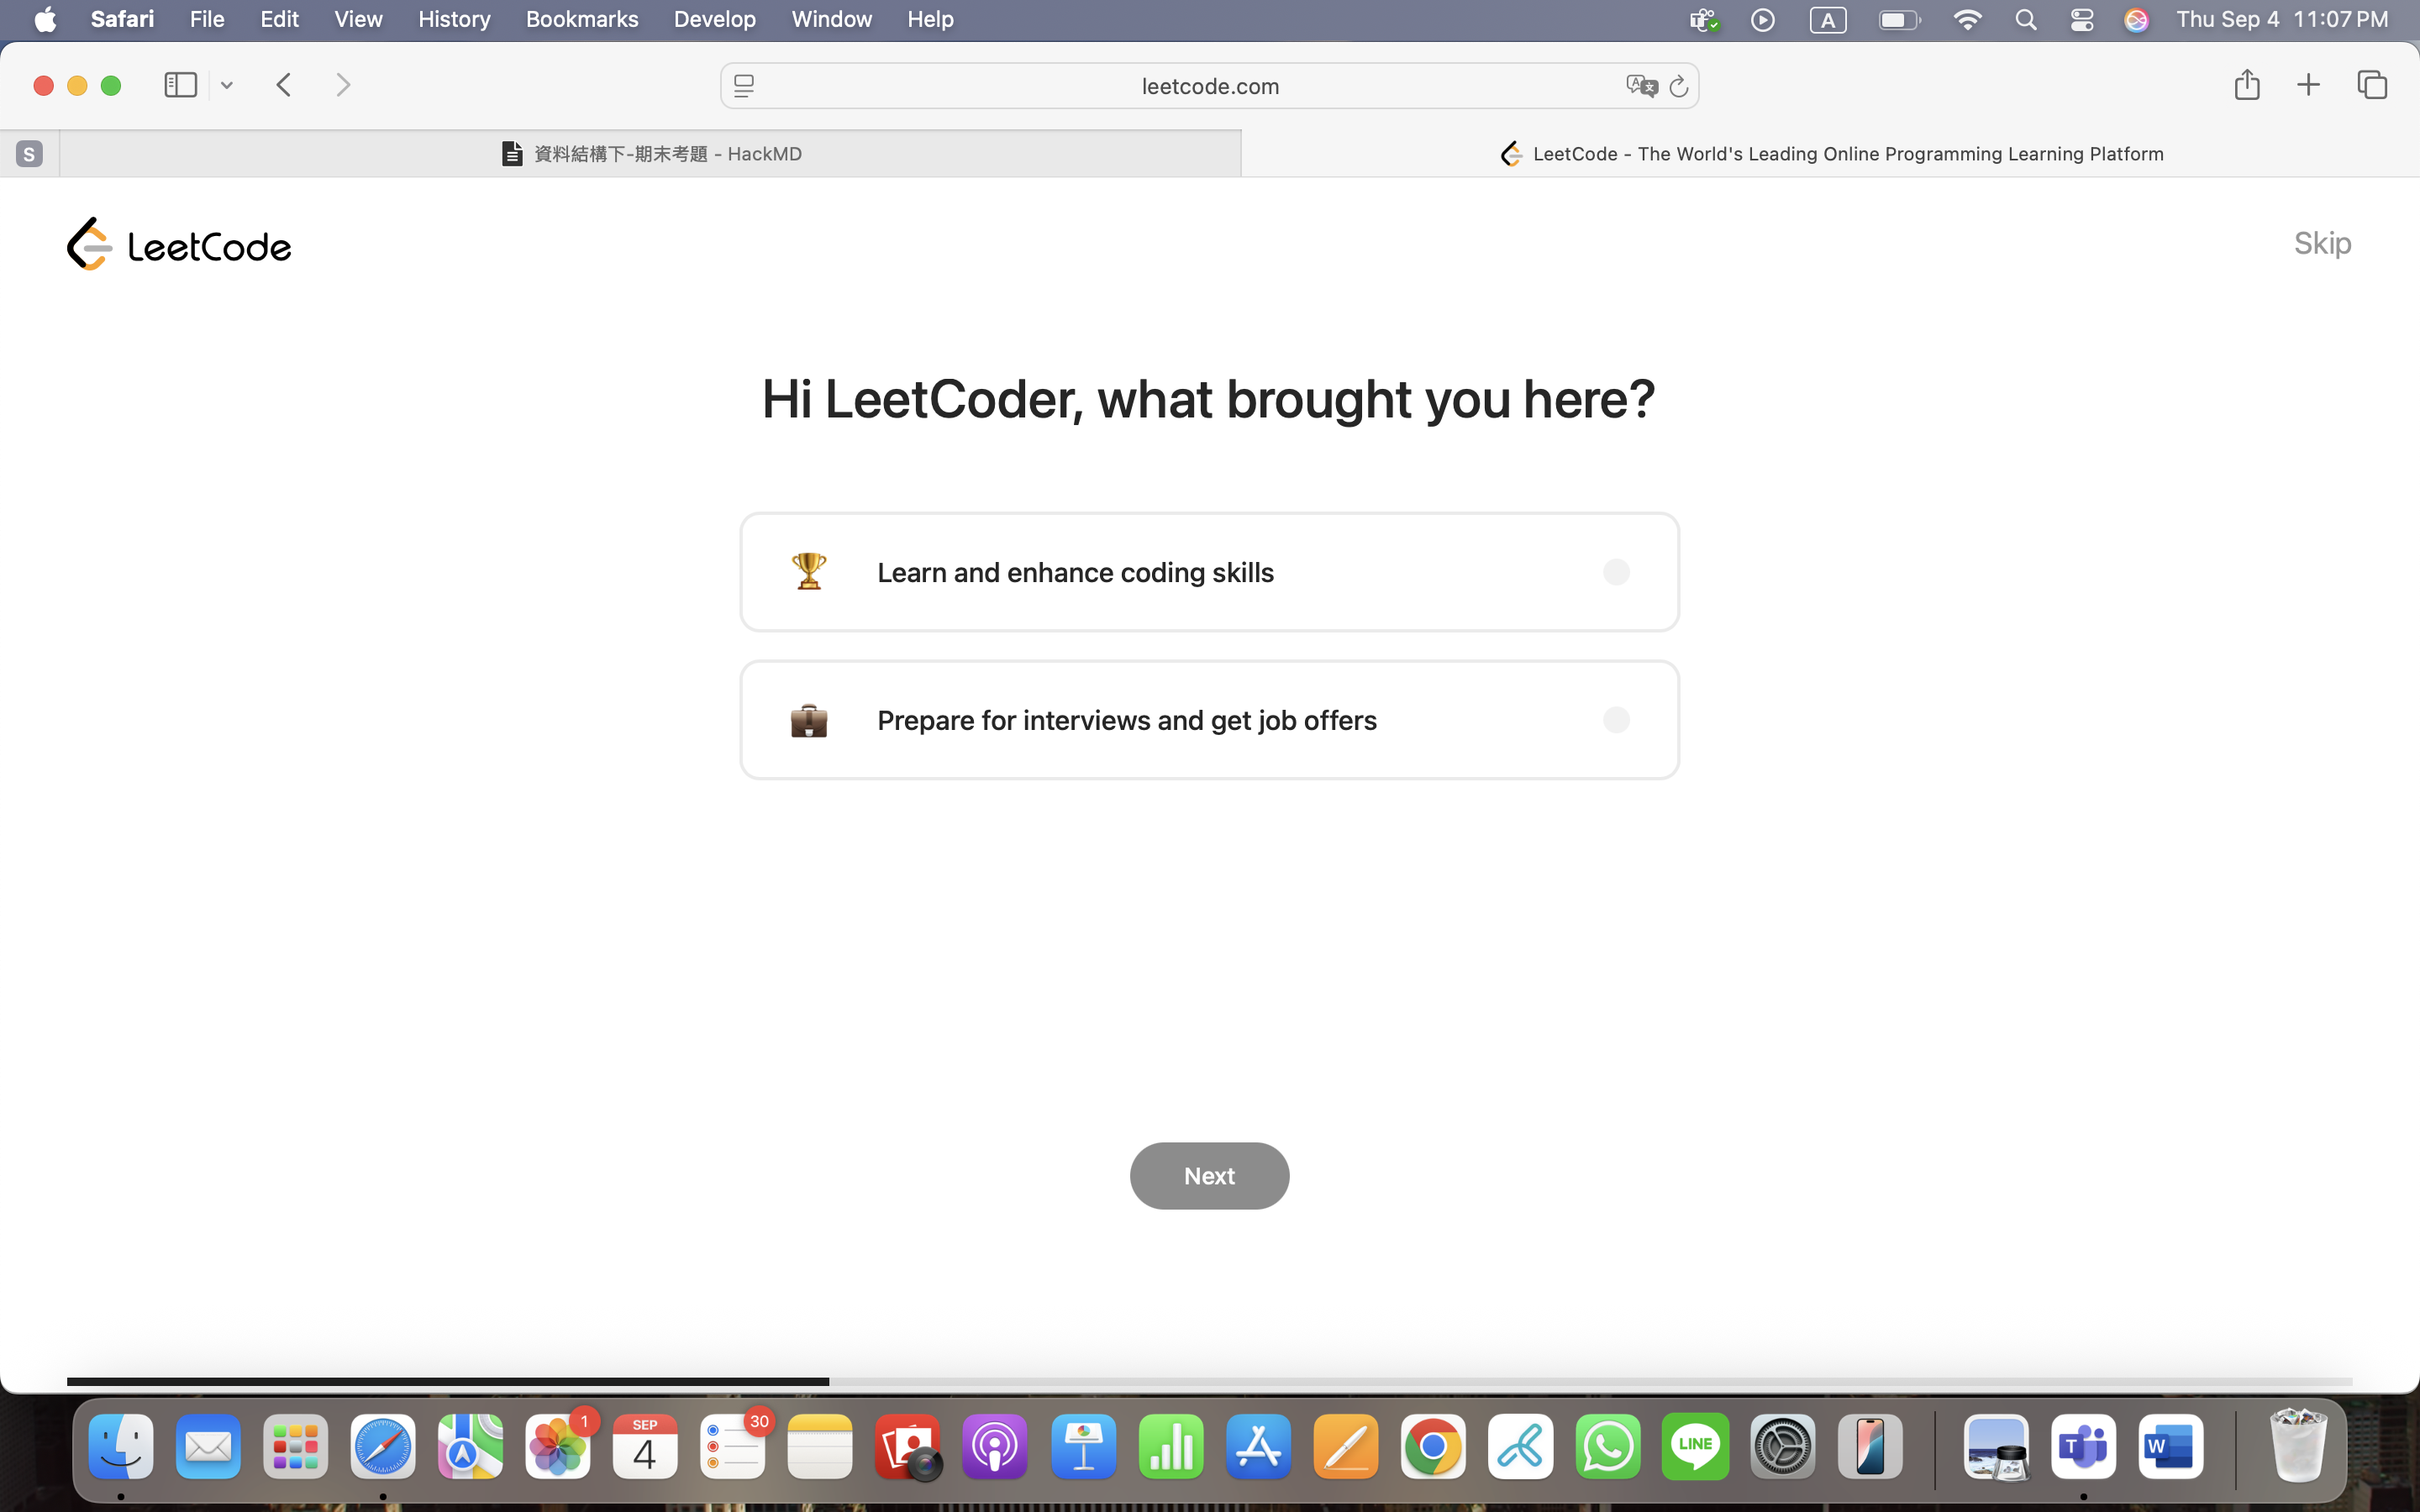 Safari File Edit View History Bookmarks Develop Window Help A Thu Sep 4 11:07 PM
leetcode.com
S 資料結構下-期末考題 - HackMD LeetCode - The World's Leading Online Programming Learning Platform
LeetCode Skip
Hi LeetCoder, what brought you here?
Learn and enhance coding skills
Prepare for interviews and get job offers
Next
1 SEP 30
4 LINE T W